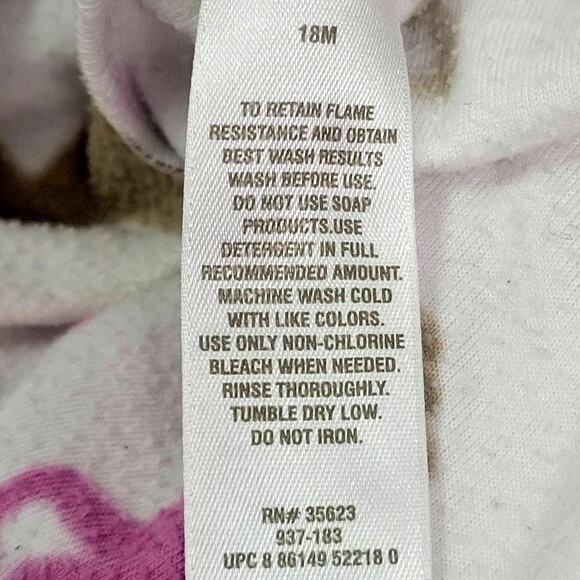 18M
TO RETAIN FLAME
RESISTANCE AND OBTAIN
BEST WASH RESULTS
WASH BEFORE USE.
DO NOT USE SOAP
PRODUCTS.USE
DETERGENT IN FULL
RECOMMENDED AMOUNT.
MACHINE WASH COLD
WITH LIKE COLORS.
USE ONLY NON-CHLORINE
BLEACH WHEN NEEDED.
RINSE THOROUGHLY.
TUMBLE DRY LOW.
DO NOT IRON.
RN# 35623
937-183
UPC 8 86149 52218 0